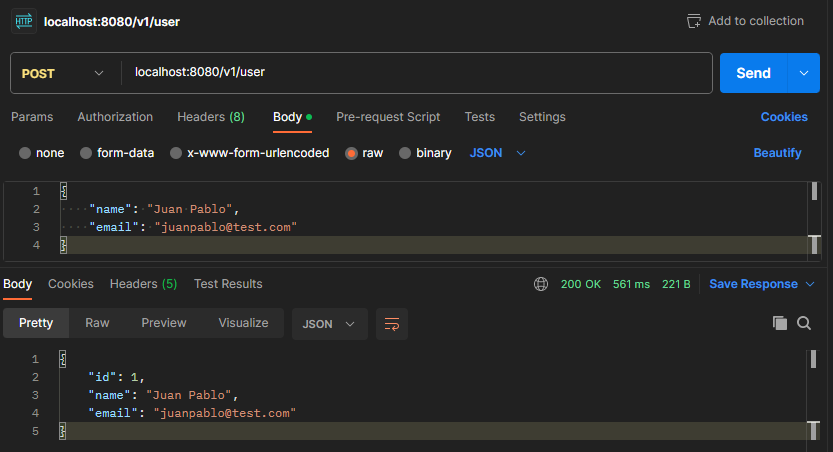 HTTP localhost:8080/v1/user Add to collection
POST localhost:8080/v1/user Send
Params Authorization Headers (8) Body Pre-request Script Tests Settings Cookies
none form-data x-www-form-urlencoded raw binary JSON Beautify
1 {
2 "name": "Juan Pablo",
3 "email": "juanpablo@test.com"
4 }
Body Cookies Headers (5) Test Results 200 OK 561 ms 221 B Save Response
Pretty Raw Preview Visualize JSON
1 {
2 "id": 1,
3 "name": "Juan Pablo",
4 "email": "juanpablo@test.com"
5 }